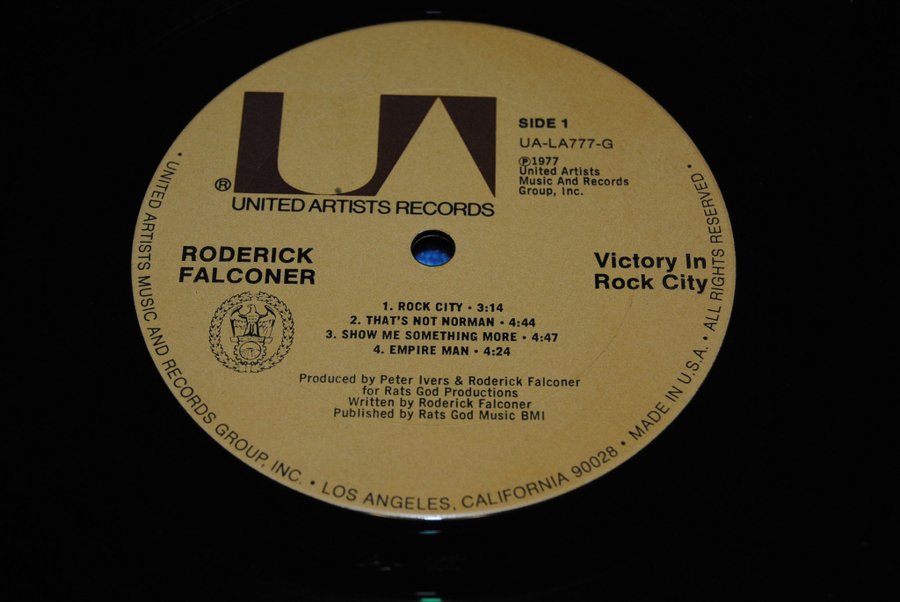 UA
SIDE 1
UA-LA777-G
Ⓟ1977
United Artists
Music And Records
Group, Inc.
®
UNITED ARTISTS RECORDS
RODERICK
FALCONER
Victory In
Rock City
1. ROCK CITY • 3:14
2. THAT'S NOT NORMAN • 4:44
3. SHOW ME SOMETHING MORE • 4:47
4. EMPIRE MAN • 4:24
Produced by Peter Ivers & Roderick Falconer
for Rats God Productions
Written by Roderick Falconer
Published by Rats God Music BMI
• UNITED ARTISTS MUSIC AND RECORDS GROUP, INC. • LOS ANGELES, CALIFORNIA 90028 • MADE IN U.S.A. • ALL RIGHTS RESERVED •